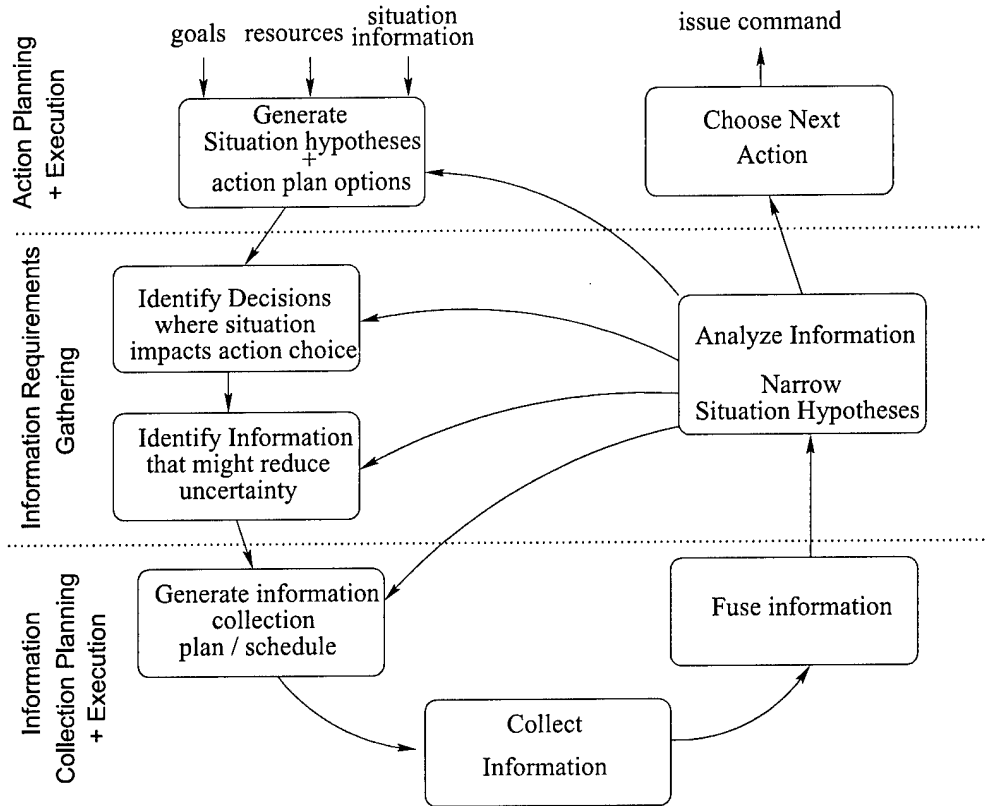 goals
resources
situation
information
issue command
Action Planning
+ Execution
Generate
Situation hypotheses
+
action plan options
Choose Next
Action
Information Requirements
Gathering
Identify Decisions
where situation
impacts action choice
Analyze Information
Narrow
Situation Hypotheses
Identify Information
that might reduce
uncertainty
Information
Collection Planning
+ Execution
Generate information
collection
plan / schedule
Fuse information
Collect
Information